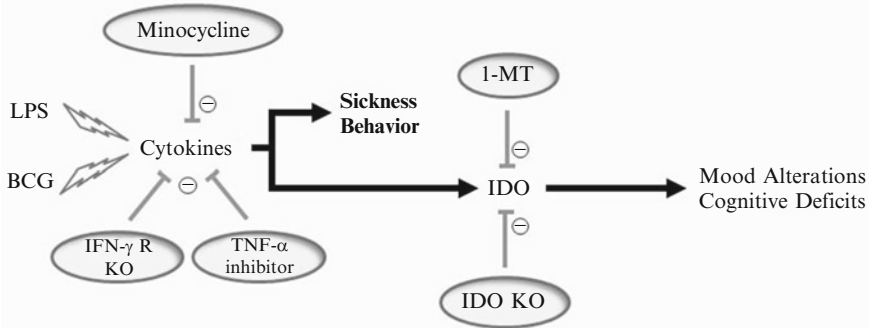 Minocycline
⊖
LPS
BCG
Cytokines
⊖
IFN-γ R
KO
TNF-α
inhibitor
Sickness
Behavior
1-MT
⊖
IDO
⊖
IDO KO
Mood Alterations
Cognitive Deficits